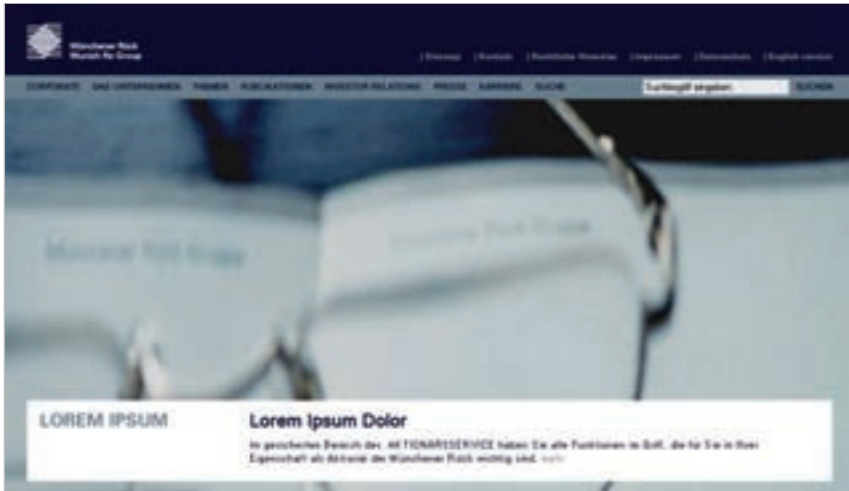 Münchener Rück
Munich Re Group
| Sitemap | Kontakt | Rechtliche Hinweise | Impressum | Datenschutz | English version
CORPORATE DAS UNTERNEHMEN THEMEN PUBLIKATIONEN INVESTOR RELATIONS PRESSE KARRIERE SUCHE Suchbegriff eingeben SUCHEN
LOREM IPSUM
Lorem Ipsum Dolor
Im gesicherten Bereich des AKTIONÄRSSERVICE haben Sie alle Funktionen im Griff, die für Sie in Ihrer
Eigenschaft als Aktionär der Münchener Rück wichtig sind. mehr